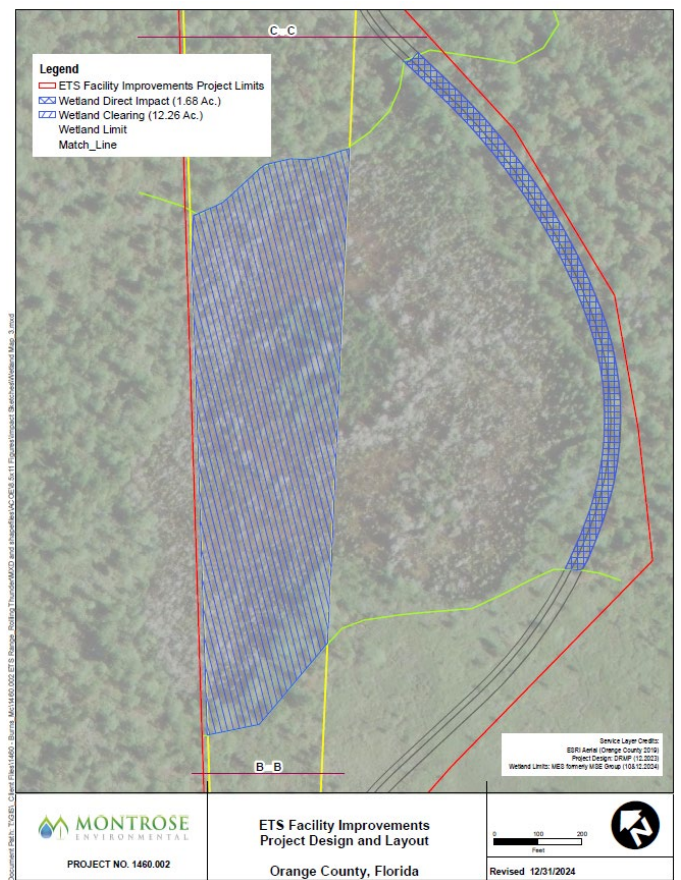 C C
Legend
ETS Facility Improvements Project Limits
Wetland Direct Impact (1.68 Ac.)
Wetland Clearing (12.26 Ac.)
Wetland Limit
Match_Line
B B
Service Layer Credits:
ESRI Aerial (Orange County 2019)
Project Design: DRMP (12.2023)
Wetland Limits: MES formerly MSE Group (10&12.2024)
MONTROSE
ENVIRONMENTAL
PROJECT NO. 1460.002
ETS Facility Improvements
Project Design and Layout
Orange County, Florida
0 100 200
Feet
N
Revised 12/31/2024